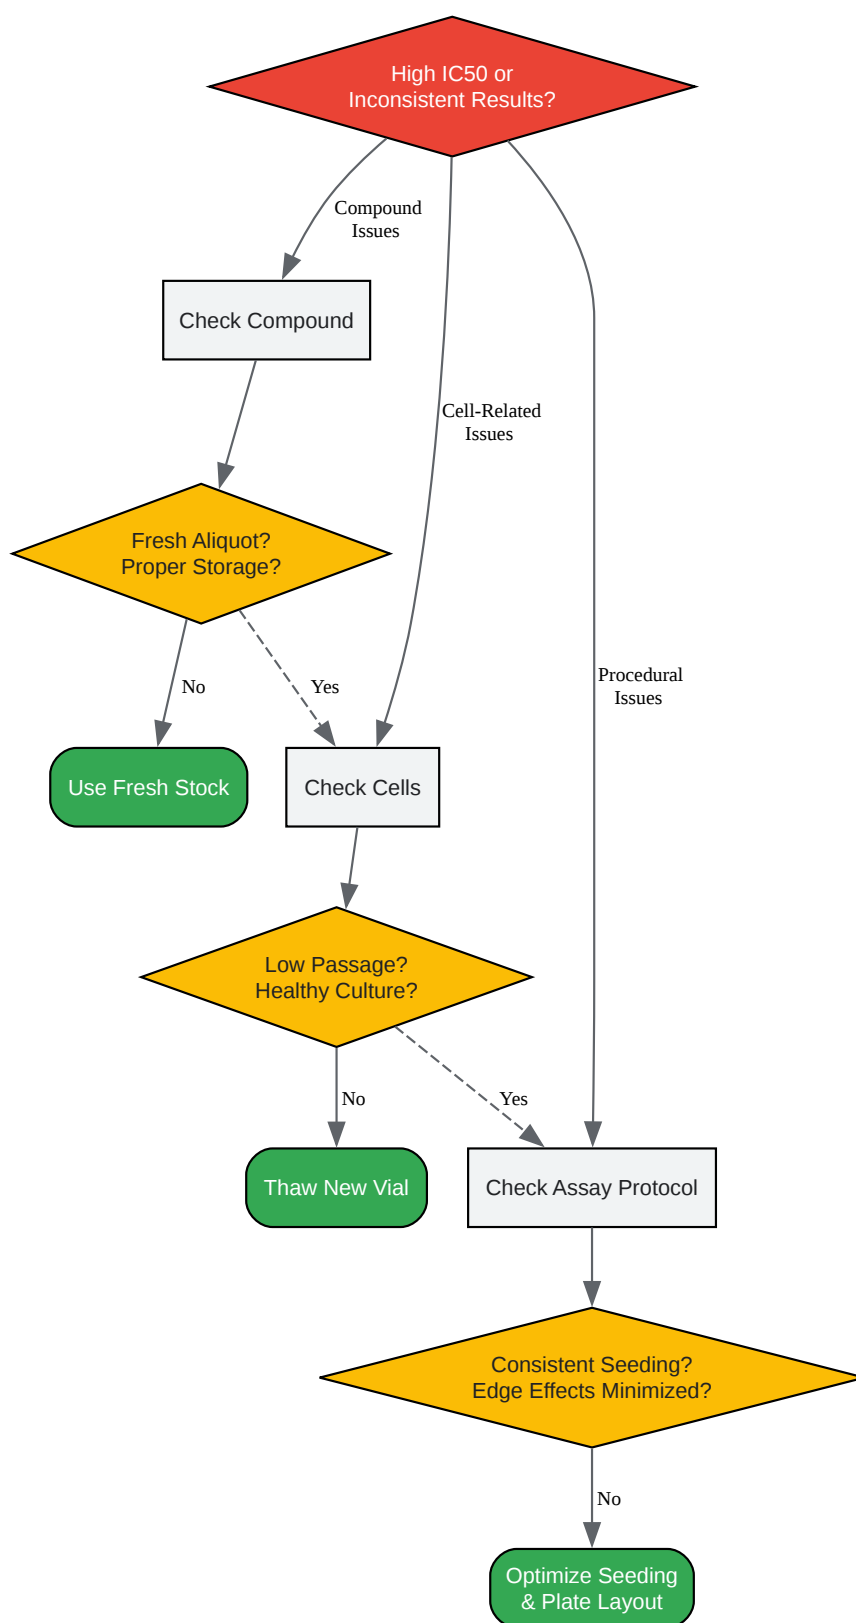 High IC50 or
Inconsistent Results?
Compound
Issues
Check Compound
Cell-Related
Issues
Fresh Aliquot?
Proper Storage?
Procedural
Issues
No
Yes
Use Fresh Stock
Check Cells
Low Passage?
Healthy Culture?
No
Yes
Thaw New Vial
Check Assay Protocol
Consistent Seeding?
Edge Effects Minimized?
No
Optimize Seeding
& Plate Layout